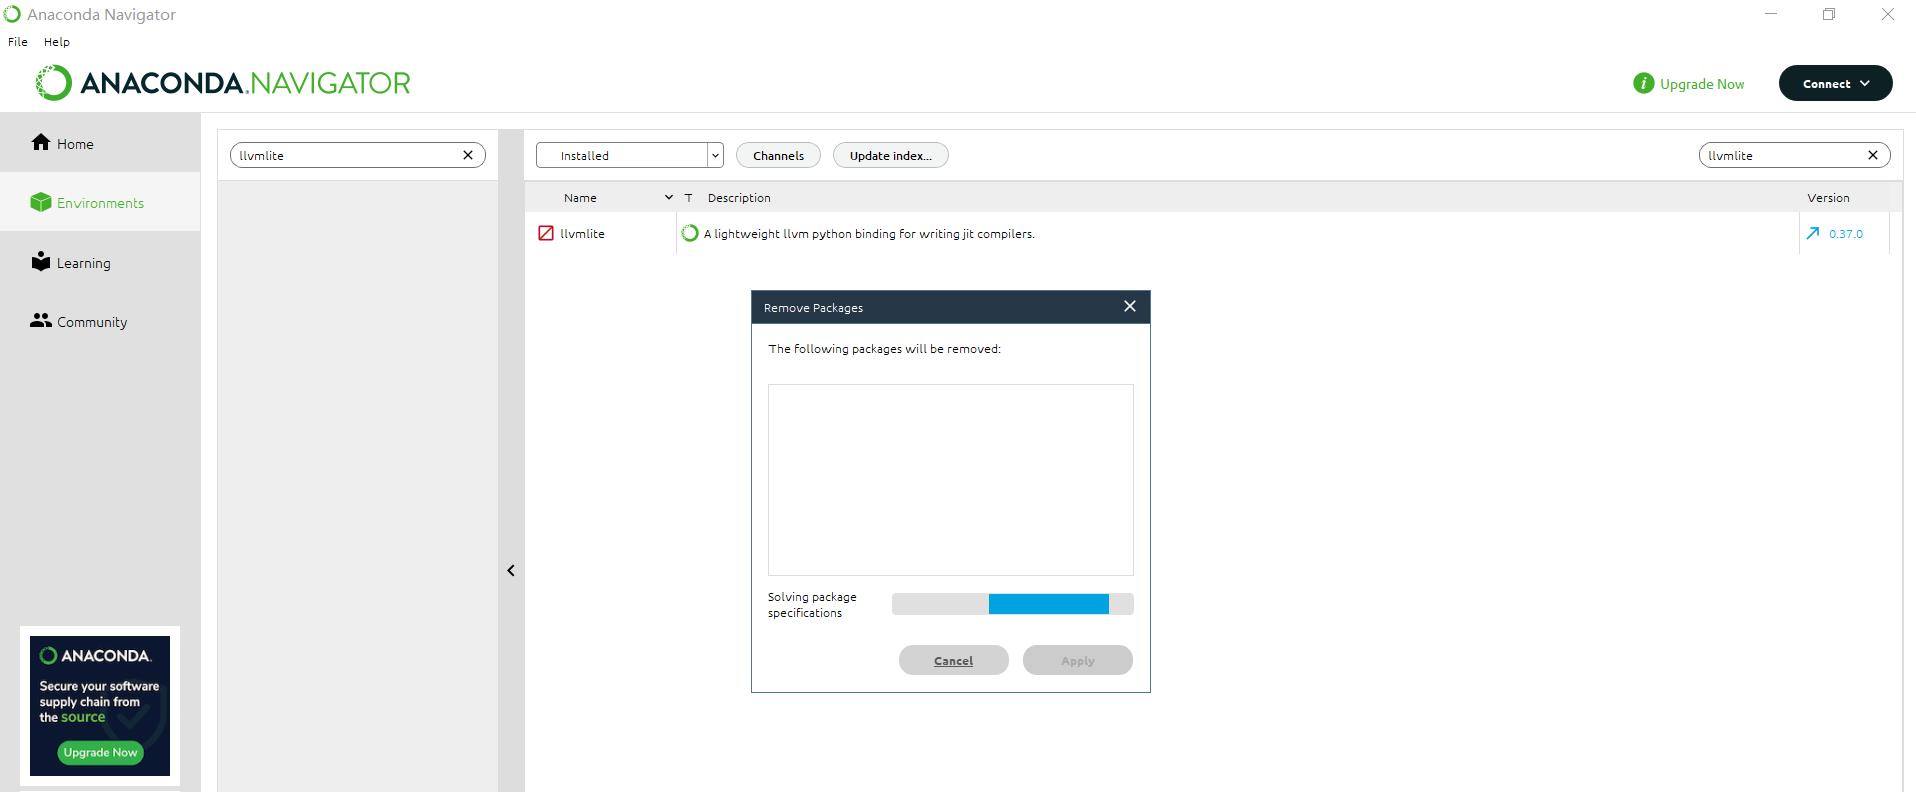 Anaconda Navigator
File Help
ANACONDA.NAVIGATOR
Upgrade Now
Connect
Home
Environments
Learning
Community
ANACONDA.
Secure your software
supply chain from
the source
Upgrade Now
llvmlite
Installed
Channels
Update index...
llvmlite
Name
T
Description
Version
llvmlite
A lightweight llvm python binding for writing jit compilers.
0.37.0
Remove Packages
The following packages will be removed:
Solving package
specifications
Cancel
Apply